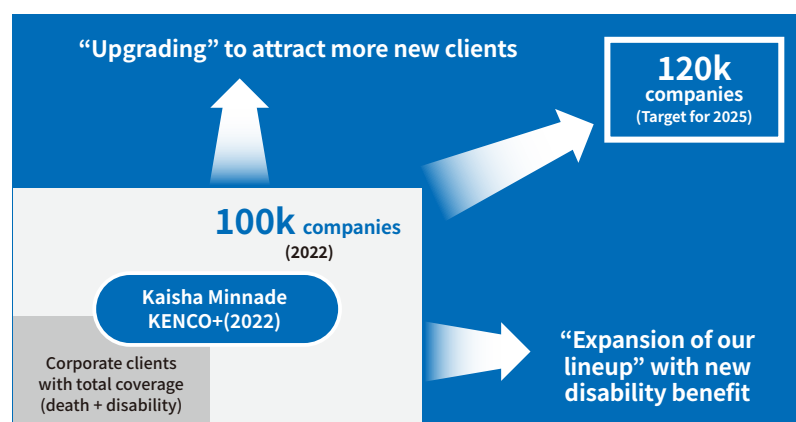 “Upgrading” to attract more new clients
120k
companies
(Target for 2025)
100k companies
(2022)
Kaisha Minnade
KENCO+(2022)
Corporate clients
with total coverage
(death + disability)
“Expansion of our
lineup” with new
disability benefit